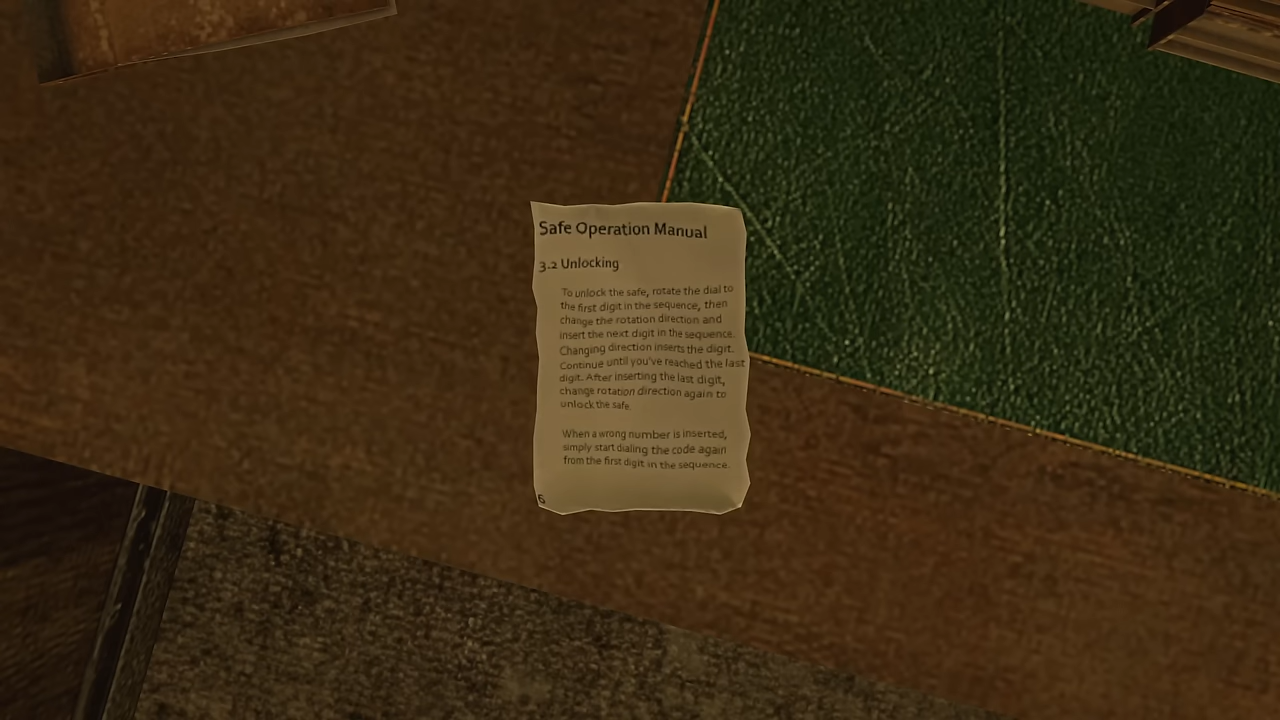 Safe Operation Manual
3.2 Unlocking
To unlock the safe, rotate the dial to
the first digit in the sequence, then
change the rotation direction and
insert the next digit in the sequence.
Changing direction inserts the digit.
Continue until you've reached the last
digit. After inserting the last digit,
change rotation direction again to
unlock the safe.
When a wrong number is inserted,
simply start dialing the code again
from the first digit in the sequence.
6